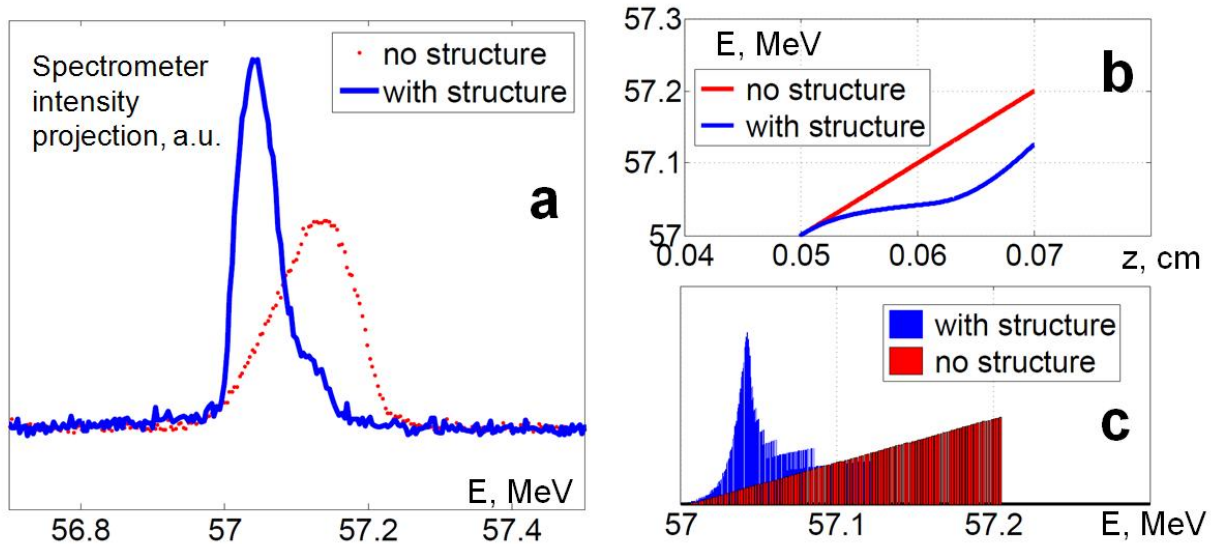 Spectrometer
intensity
projection, a.u.
no structure
with structure
a
E, MeV
56.8
57
57.2
57.4
57.3
57.2
57.1
57
E, MeV
b
no structure
with structure
0.04
0.05
0.06
0.07
z, cm
with structure
no structure
c
57
57.1
57.2
E, MeV